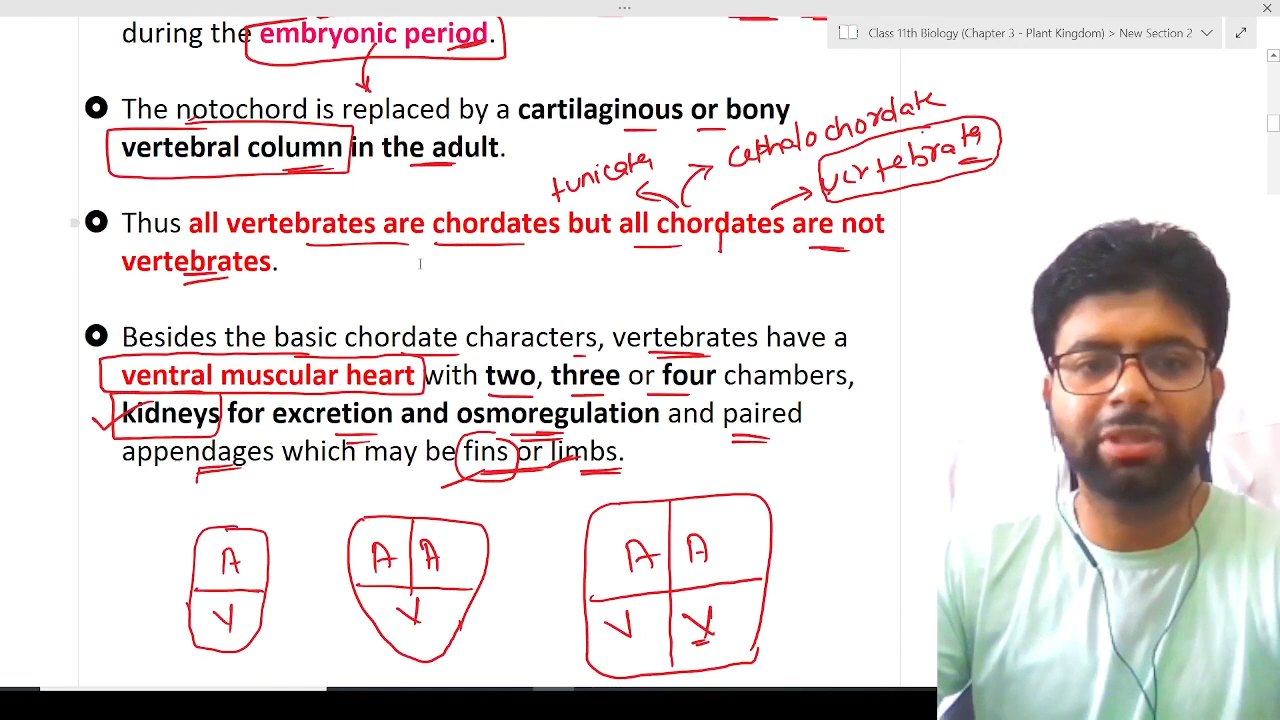 ...
Class 11th Biology (Chapter 3 - Plant Kingdom) > New Section 2
during the embryonic period.
The notochord is replaced by a cartilaginous or bony
vertebral column in the adult.
tunicata
cephalochordate
vertebrata
Thus all vertebrates are chordates but all chordates are not
vertebrates.
Besides the basic chordate characters, vertebrates have a
ventral muscular heart with two, three or four chambers,
kidneys for excretion and osmoregulation and paired
appendages which may be fins or limbs.
A
V
A A
V
A A
V V